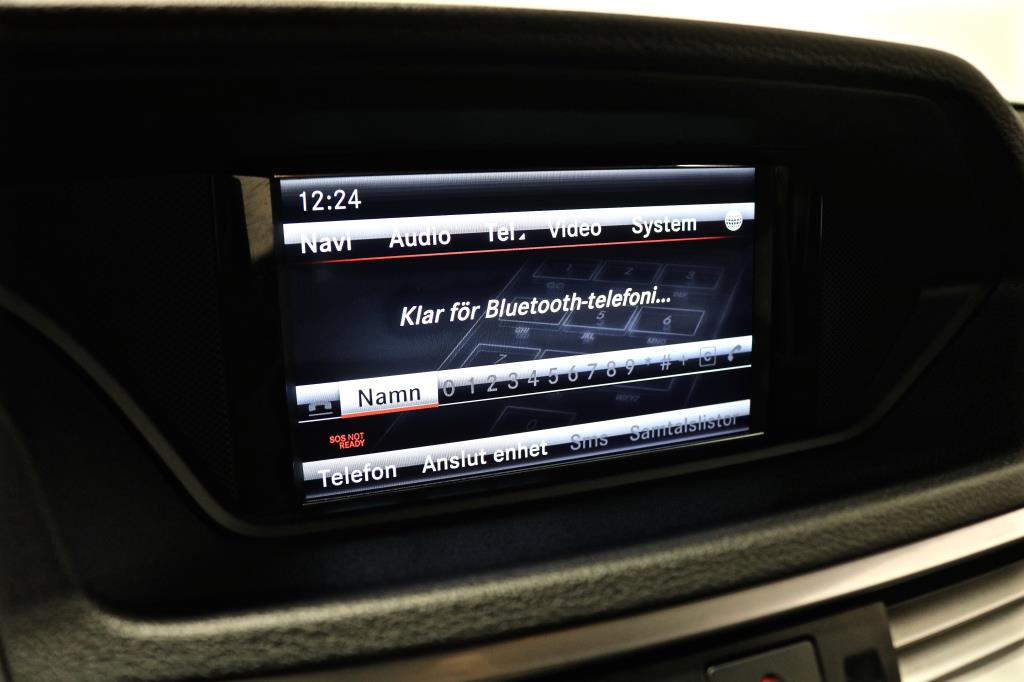 12:24
Navi Audio Tel Video System
Klar för Bluetooth-telefoni...
Namn 0 1 2 3 4 5 6 7 8 9 * # + C
SOS NOT
READY
Telefon Anslut enhet Sms Samtalslistor